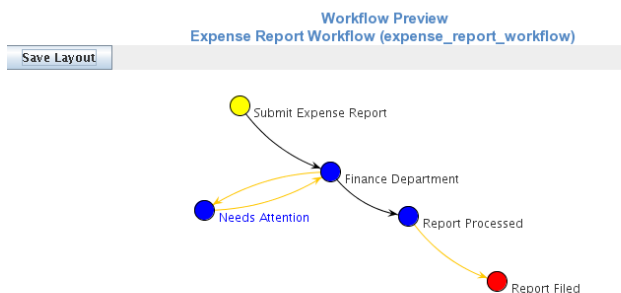 Workflow Preview
Expense Report Workflow (expense_report_workflow)
Save Layout
Submit Expense Report
Finance Department
Needs Attention
Report Processed
Report Filed